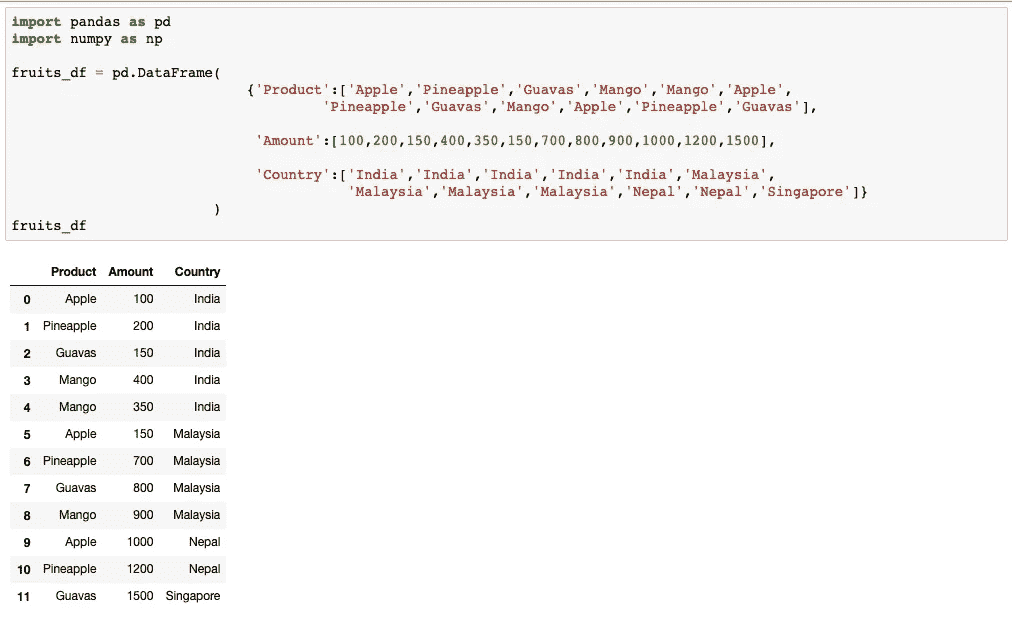 import pandas as pd
import numpy as np
fruits_df = pd.DataFrame(
{'Product':['Apple','Pineapple','Guavas','Mango','Mango','Apple',
'Pineapple','Guavas','Mango','Apple','Pineapple','Guavas'],
'Amount':[100,200,150,400,350,150,700,800,900,1000,1200,1500],
'Country':['India','India','India','India','India','Malaysia',
'Malaysia','Malaysia','Malaysia','Nepal','Nepal','Singapore']}
)
fruits_df
Product Amount Country
0 Apple 100 India
1 Pineapple 200 India
2 Guavas 150 India
3 Mango 400 India
4 Mango 350 India
5 Apple 150 Malaysia
6 Pineapple 700 Malaysia
7 Guavas 800 Malaysia
8 Mango 900 Malaysia
9 Apple 1000 Nepal
10 Pineapple 1200 Nepal
11 Guavas 1500 Singapore